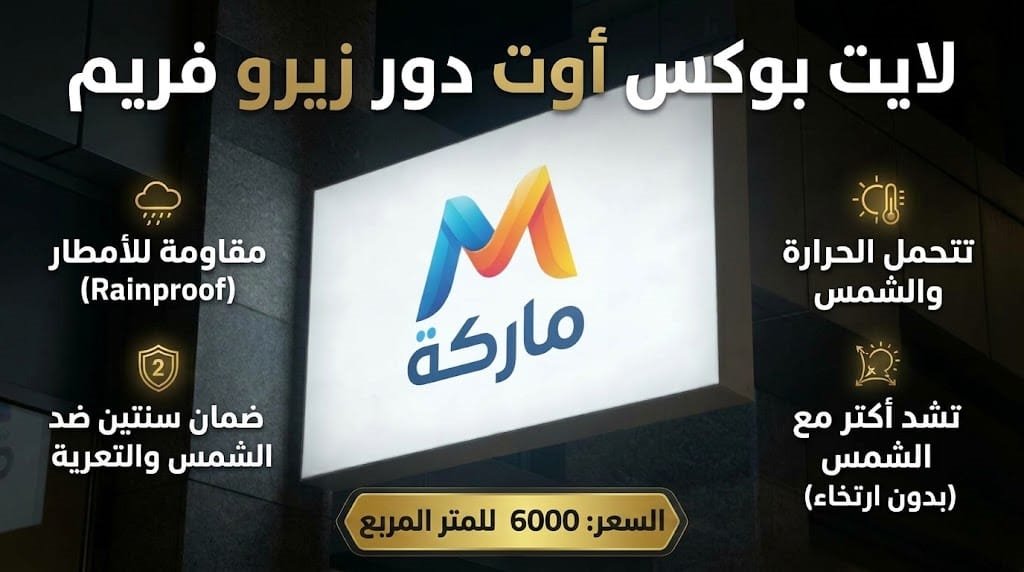 لايت بوكس أوت دور زيرو فريم
تتحمل الحرارة
والشمس
مقاومة للأمطار
(Rainproof)
ماركة
تشد أكتر مع
الشمس
(بدون ارتخاء)
2
ضمان سنتين ضد
الشمس والتعرية
السعر: 6000 للمتر المربع